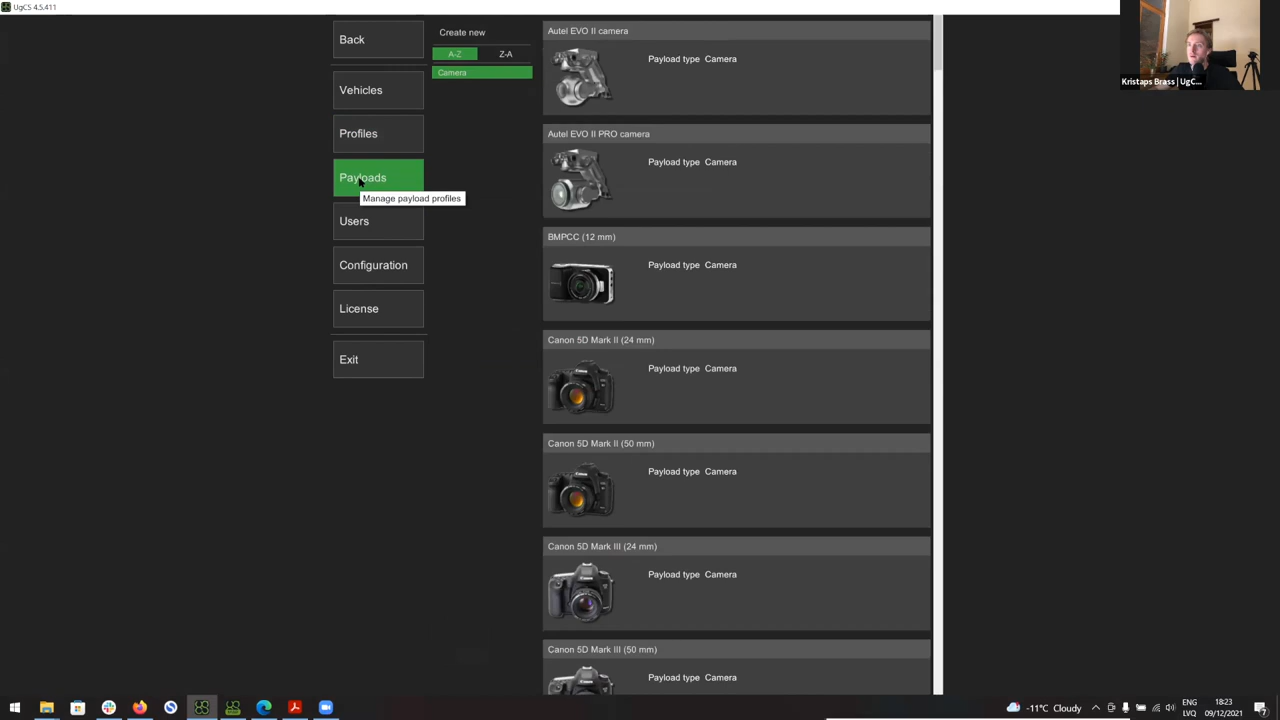 UgCS 4.5.411
Back
Vehicles
Profiles
Payloads
Manage payload profiles
Users
Configuration
License
Exit
Create new
A-Z Z-A
Camera
Autel EVO II camera
Payload type Camera
Autel EVO II PRO camera
Payload type Camera
BMPCC (12 mm)
Payload type Camera
Canon 5D Mark II (24 mm)
Payload type Camera
Canon 5D Mark II (50 mm)
Payload type Camera
Canon 5D Mark III (24 mm)
Payload type Camera
Canon 5D Mark III (50 mm)
Payload type Camera
Kristaps Brass | UgC...
-11°C Cloudy
ENG
LVQ
18:23
09/12/2021
7